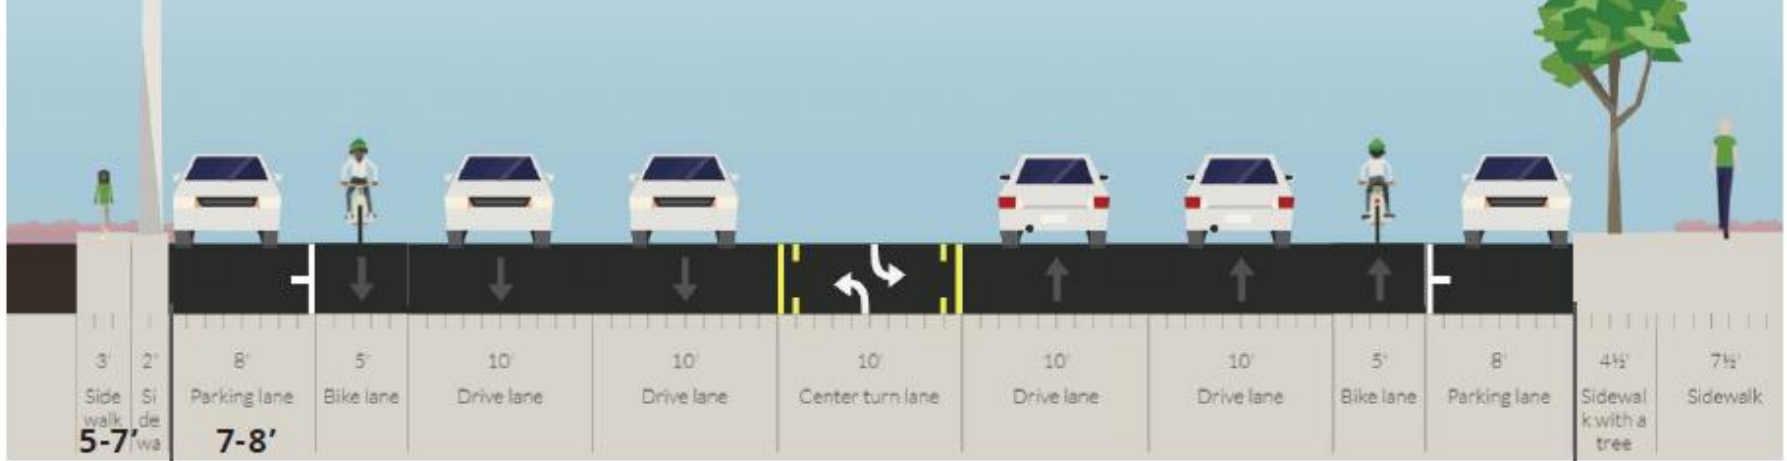 3' 2' 8' 5' 10' 10' 10' 10' 10' 5' 8' 4½' 7½'
Side Si Parking lane Bike lane Drive lane Drive lane Center turn lane Drive lane Drive lane Bike lane Parking lane Sidewal Sidewalk
walk de k with a
5-7' wa 7-8' tree